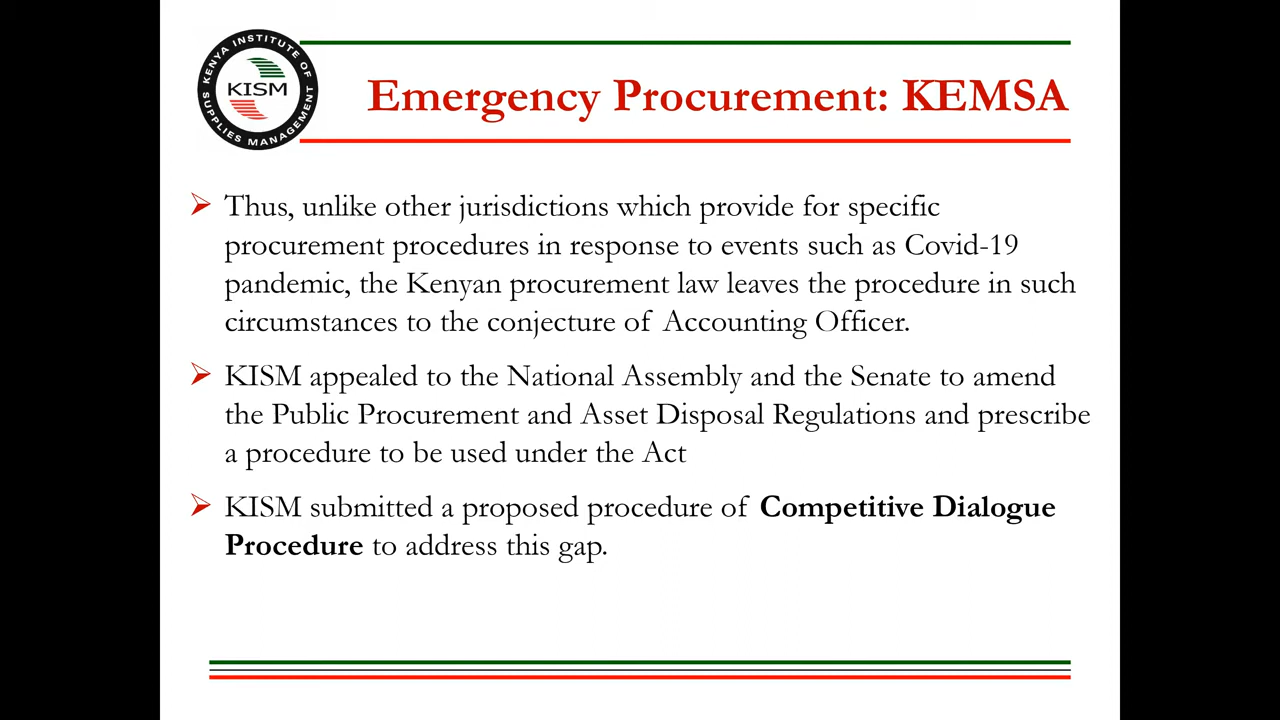 KENYA INSTITUTE OF
SUPPLIES MANAGEMENT
KISM
Emergency Procurement: KEMSA
Thus, unlike other jurisdictions which provide for specific
procurement procedures in response to events such as Covid-19
pandemic, the Kenyan procurement law leaves the procedure in such
circumstances to the conjecture of Accounting Officer.
KISM appealed to the National Assembly and the Senate to amend
the Public Procurement and Asset Disposal Regulations and prescribe
a procedure to be used under the Act
KISM submitted a proposed procedure of Competitive Dialogue
Procedure to address this gap.